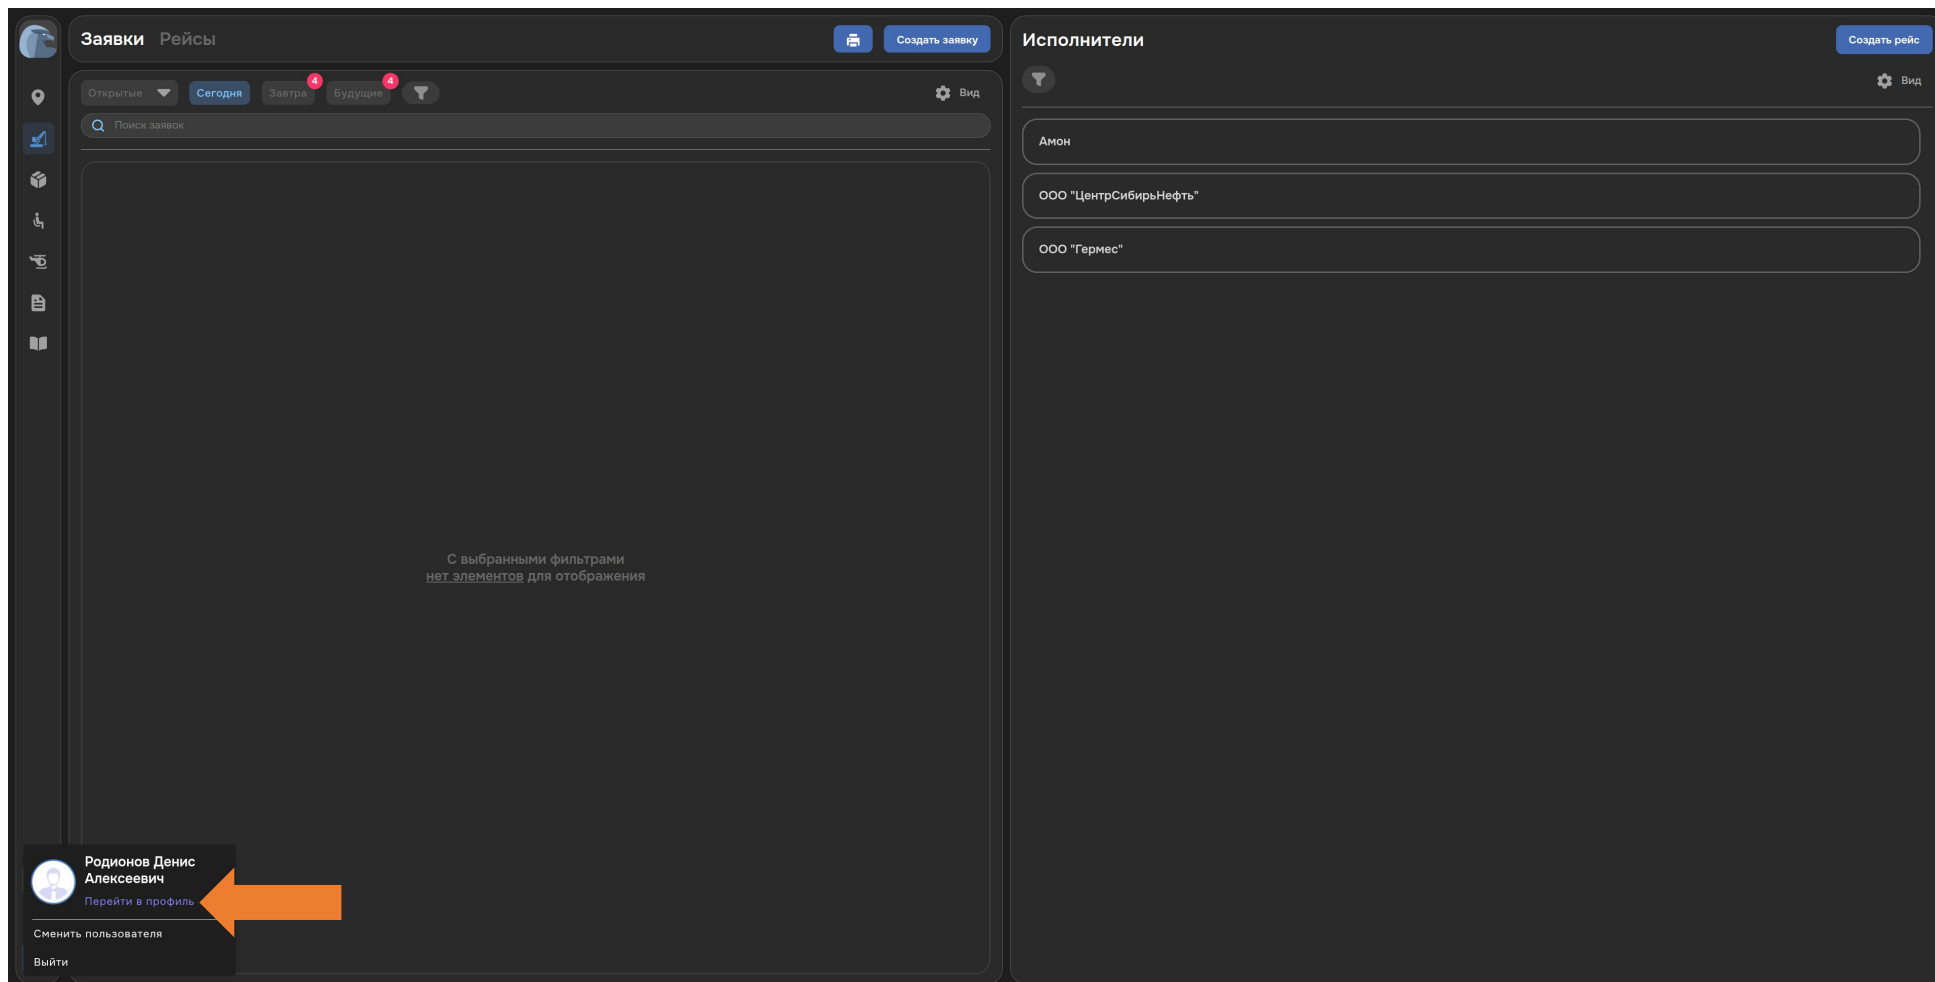 Заявки Рейсы
Создать заявку
Открытые
Сегодня
Завтра
4
Будущие
4
Вид
Поиск заявок
С выбранными фильтрами
нет элементов для отображения
Родионов Денис
Алексеевич
Перейти в профиль
Сменить пользователя
Выйти
Исполнители
Создать рейс
Вид
Амон
ООО "ЦентрСибирьНефть"
ООО "Гермес"